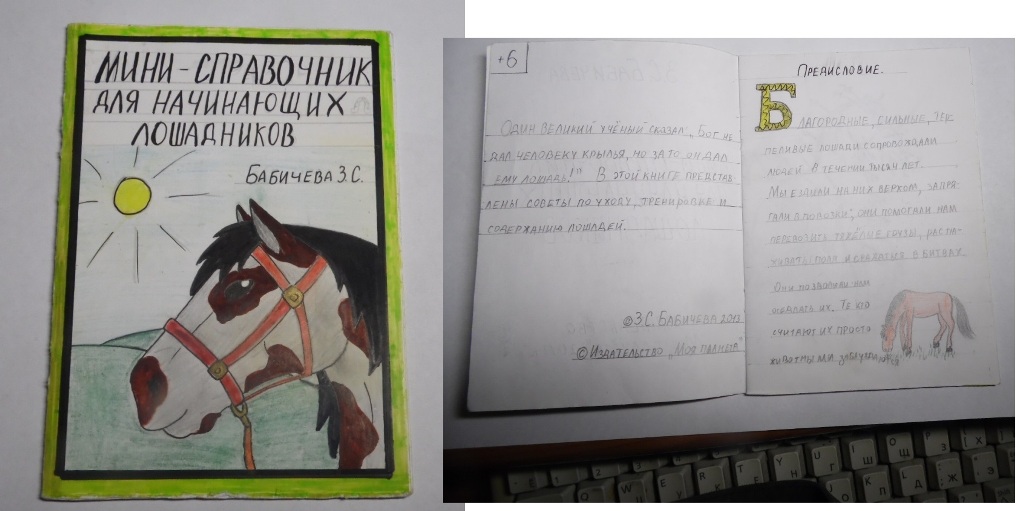 МИНИ-СПРАВОЧНИК
ДЛЯ НАЧИНАЮЩИХ
ЛОШАДНИКОВ
БАБИЧЕВА З.С.
+6
ОДИН ВЕЛИКИЙ УЧЁНЫЙ СКАЗАЛ: „БОГ НЕ
ДАЛ ЧЕЛОВЕКУ КРЫЛЬЯ, НО ЗАТО ОН ДАЛ
ЕМУ ЛОШАДЬ!" В ЭТОЙ КНИГЕ ПРЕДСТАВ-
ЛЕНЫ СОВЕТЫ ПО УХОДУ, ТРЕНИРОВКЕ И
СОДЕРЖАНИЮ ЛОШАДЕЙ.
©З.С. БАБИЧЕВА 2013
©ИЗДАТЕЛЬСТВО „МОЯ ПЛАНЕТА"
ПРЕДИСЛОВИЕ.
БЛАГОРОДНЫЕ, СИЛЬНЫЕ, ТЕР-
ПЕЛИВЫЕ ЛОШАДИ СОПРОВОЖДАЛИ
ЛЮДЕЙ В ТЕЧЕНИИ ТЫСЯЧ ЛЕТ.
МЫ ЕЗДИЛИ НА НИХ ВЕРХОМ, ЗАПРЯ-
ГАЛИ В ПОВОЗКИ, ОНИ ПОМОГАЛИ НАМ
ПЕРЕВОЗИТЬ ТЯЖЁЛЫЕ ГРУЗЫ, РАСПА-
ХИВАТЬ ПОЛЯ И СРАЖАТЬСЯ В БИТВАХ.
ОНИ ПОЗВОЛИЛИ НАМ
ОСЕДЛАТЬ ИХ. ТЕ КТО
СЧИТАЮТ ИХ ПРОСТО
ЖИВОТНЫМИ